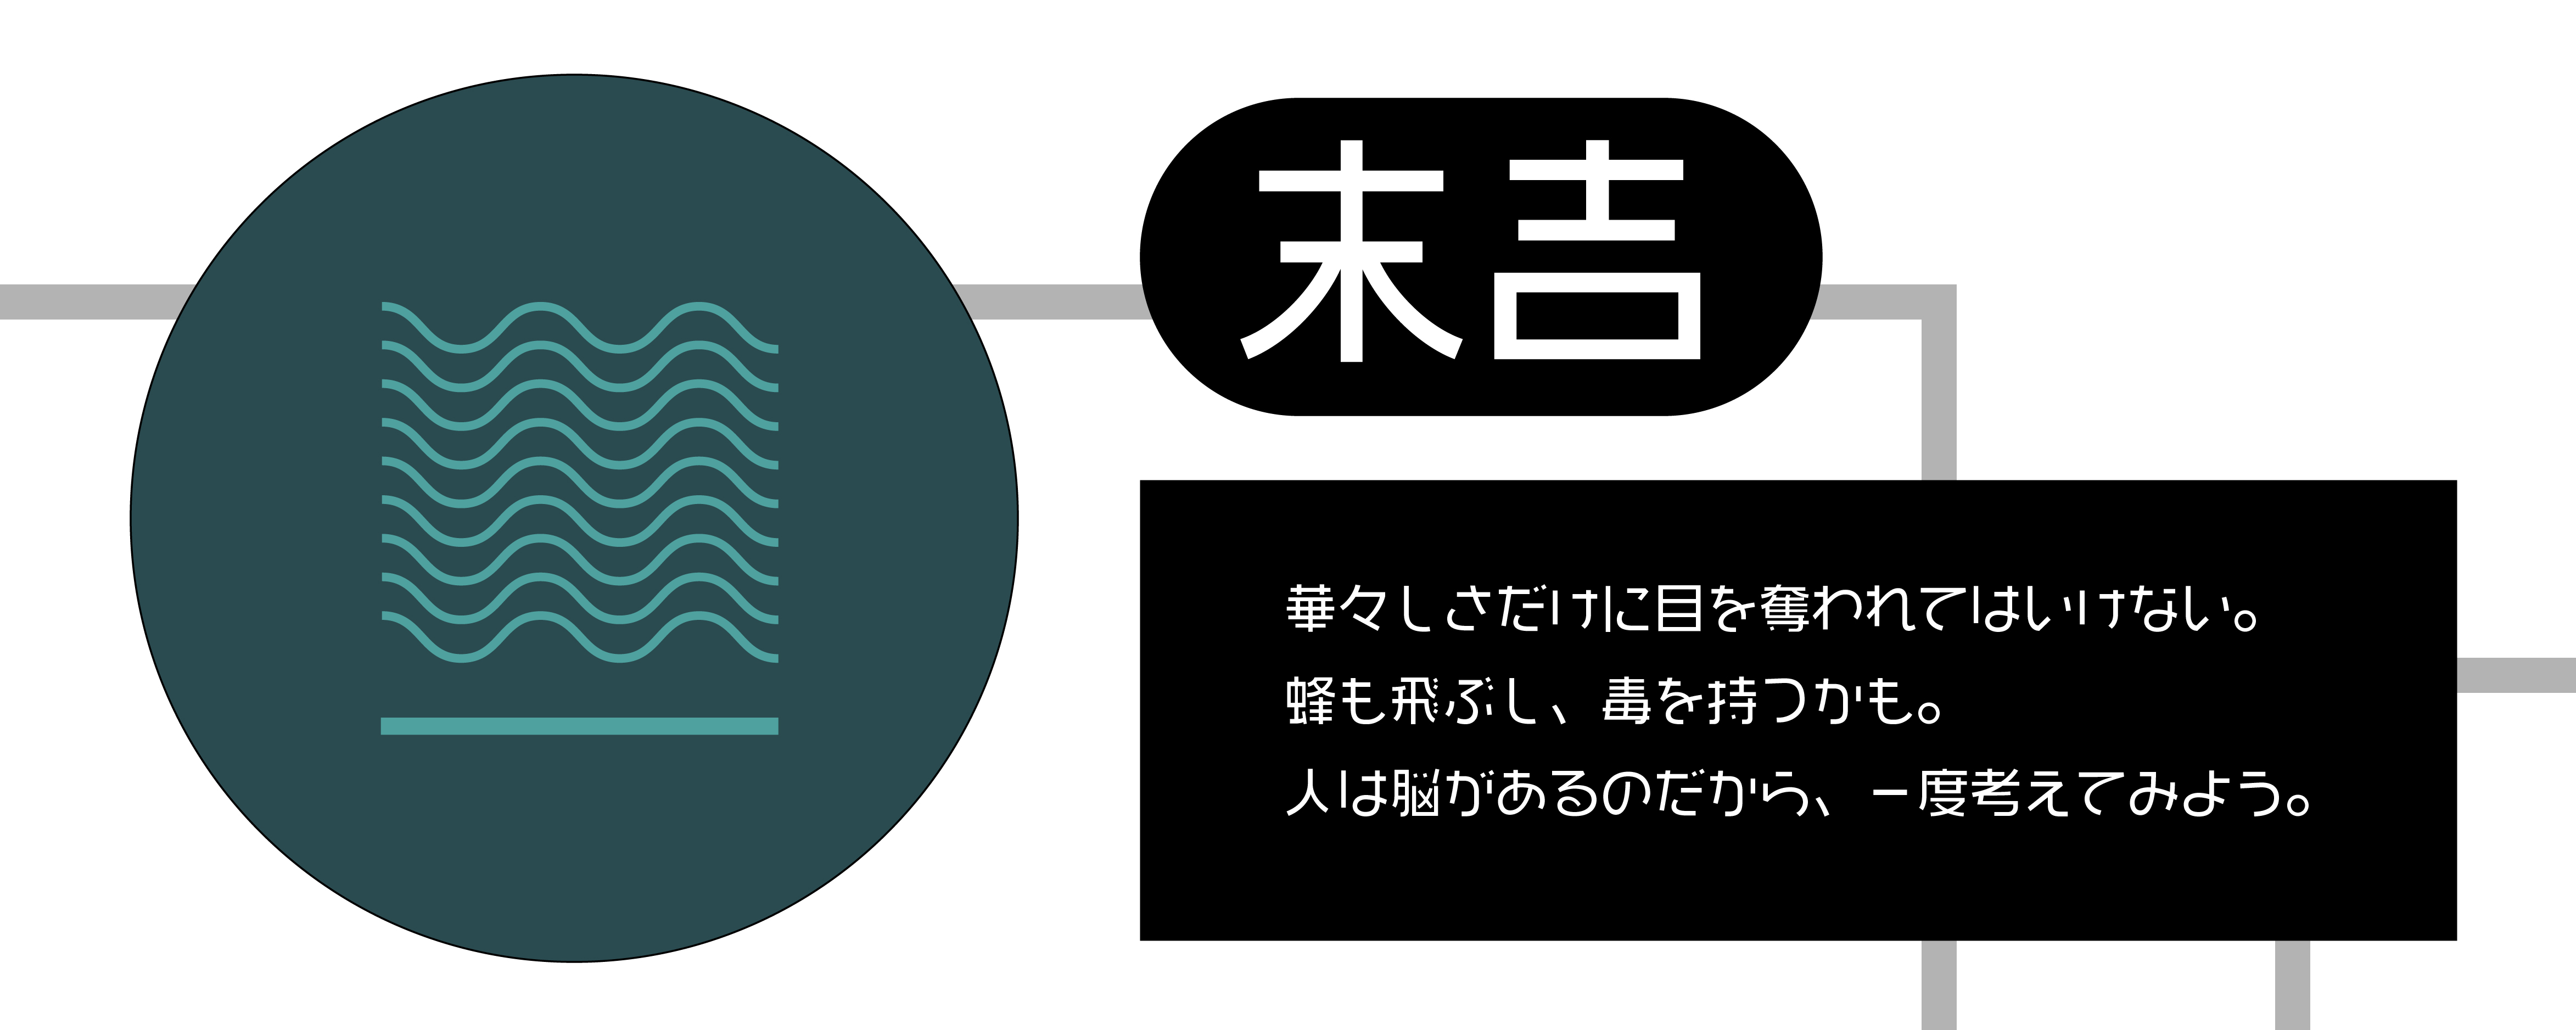 末吉
華々しさだけに目を奪われてはいけない。
蜂も飛ぶし、毒を持つかも。
人は脳があるのだから、一度考えてみよう。